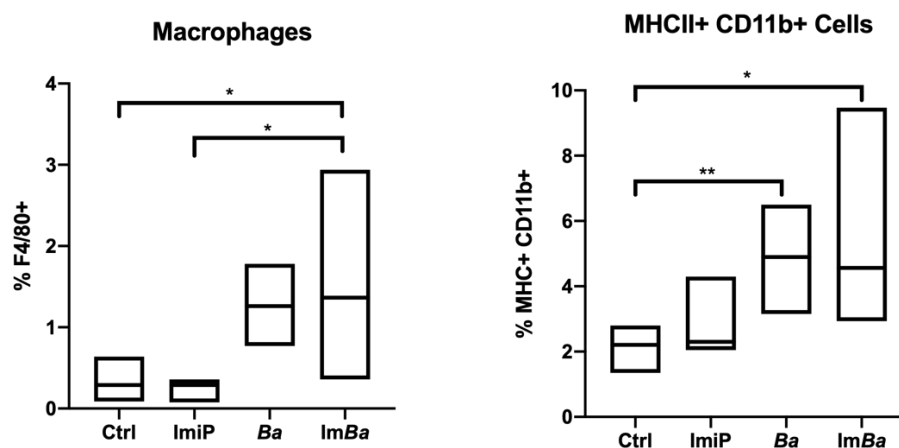 Macrophages
% F4/80+
4
3
2
1
0
*
*
Ctrl ImiP Ba ImBa
MHCII+ CD11b+ Cells
% MHC+ CD11b+
10
8
6
4
2
0
*
**
Ctrl ImiP Ba ImBa